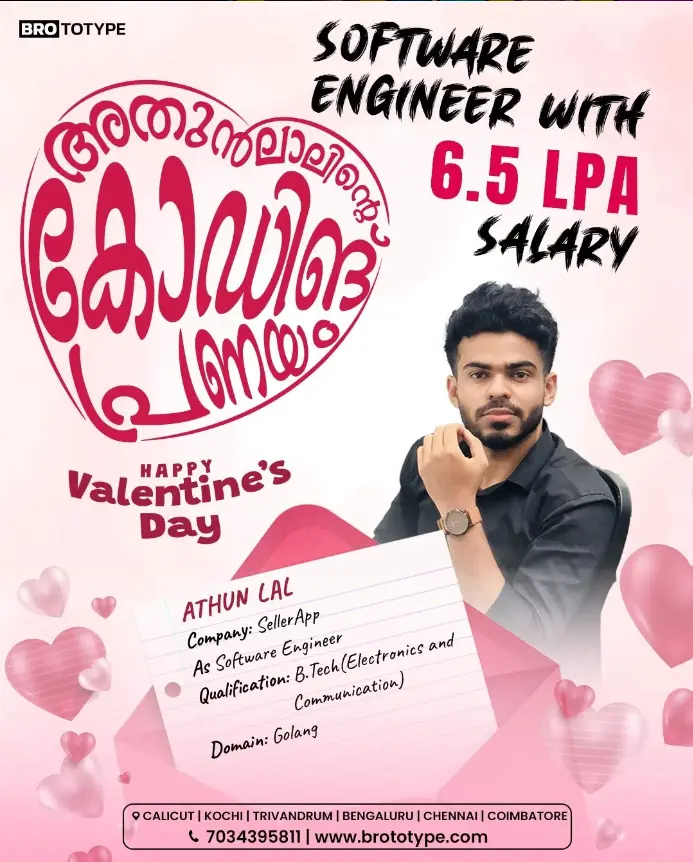 BROTOTYPE
SOFTWARE
ENGINEER WITH
6.5 LPA
SALARY
അതുൻലാലിന്റെ
കോഡിങ്ങ്
പ്രണയം
HAPPY
Valentine's
Day
ATHUN LAL
Company: SellerApp
As Software Engineer
Qualification: B.Tech(Electronics and
Communication)
Domain: Golang
CALICUT | KOCHI | TRIVANDRUM | BENGALURU | CHENNAI | COIMBATORE
7034395811 | www.brototype.com